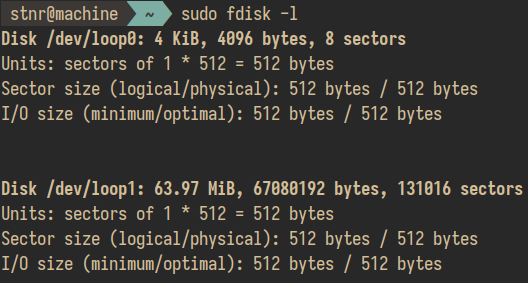 stnr@machine ~ sudo fdisk -l
Disk /dev/loop0: 4 KiB, 4096 bytes, 8 sectors
Units: sectors of 1 * 512 = 512 bytes
Sector size (logical/physical): 512 bytes / 512 bytes
I/O size (minimum/optimal): 512 bytes / 512 bytes
Disk /dev/loop1: 63.97 MiB, 67080192 bytes, 131016 sectors
Units: sectors of 1 * 512 = 512 bytes
Sector size (logical/physical): 512 bytes / 512 bytes
I/O size (minimum/optimal): 512 bytes / 512 bytes